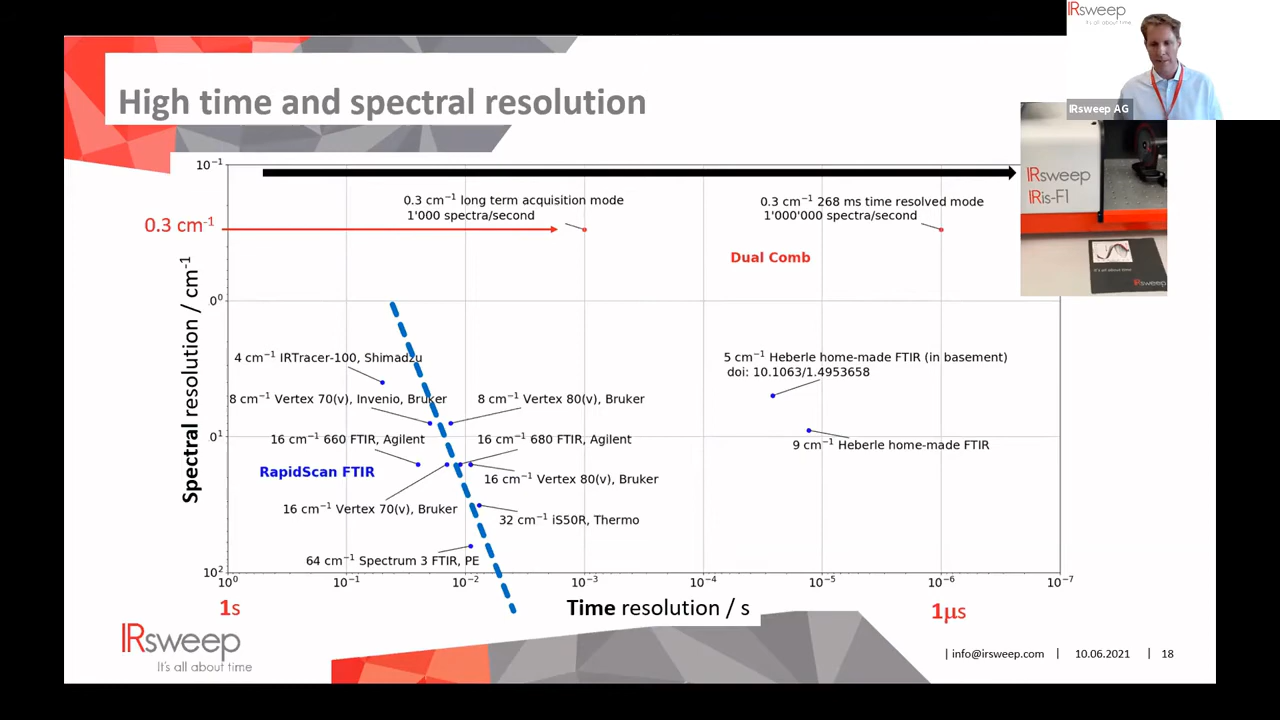 IRsweep
It's all about time
IRsweep AG
High time and spectral resolution
10⁻¹
0.3 cm⁻¹ long term acquisition mode
1'000 spectra/second
0.3 cm⁻¹ 268 ms time resolved mode
1'000'000 spectra/second
0.3 cm⁻¹
Dual Comb
IRsweep
IRis-F1
It's all about time
IRsweep
Spectral resolution / cm⁻¹
0⁰
4 cm⁻¹ IRTracer-100, Shimadzu
5 cm⁻¹ Heberle home-made FTIR (in basement)
doi: 10.1063/1.4953658
8 cm⁻¹ Vertex 70(v), Invenio, Bruker
8 cm⁻¹ Vertex 80(v), Bruker
0¹
16 cm⁻¹ 660 FTIR, Agilent
16 cm⁻¹ 680 FTIR, Agilent
9 cm⁻¹ Heberle home-made FTIR
RapidScan FTIR
16 cm⁻¹ Vertex 80(v), Bruker
16 cm⁻¹ Vertex 70(v), Bruker
32 cm⁻¹ iS50R, Thermo
64 cm⁻¹ Spectrum 3 FTIR, PE
10²
10⁰ 10⁻¹ 10⁻² 10⁻³ 10⁻⁴ 10⁻⁵ 10⁻⁶ 10⁻⁷
1s
Time resolution / s
1µs
IRsweep
It's all about time
| info@irsweep.com | 10.06.2021 | 18